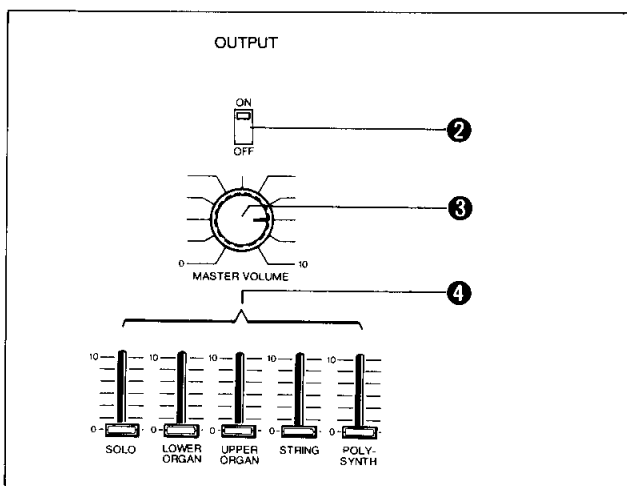 OUTPUT
ON
2
OFF
3
0 10
MASTER VOLUME
4
10 10 10 10 10
0 0 0 0 0
SOLO LOWER ORGAN UPPER ORGAN STRING POLY-SYNTH